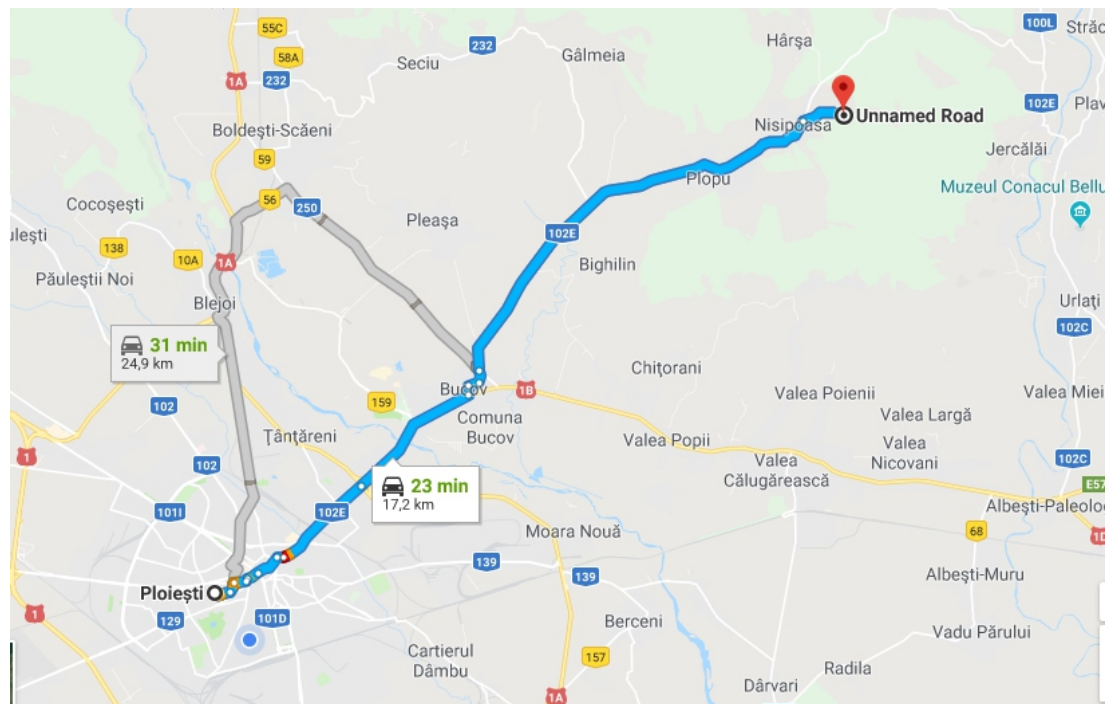 55C
100L
Hârșa
Străc
232
Gâlmeia
58A
Seciu
1A
232
102E
Plav
Unnamed Road
Nisipoasa
Boldești-Scăeni
Jercălăi
59
Plopu
Muzeul Conacul Bellu
56
250
Cocoșești
Pleașa
ulești
102E
138
10A
1A
Bighilin
Păuleștii Noi
Urlați
Blejoi
102C
31 min
24,9 km
Chițorani
Bucov
1B
Valea Poienii
Valea Miei
159
102
Comuna
Bucov
Valea Largă
Țânțăreni
Valea Popii
Valea
Nicovani
1
102
Valea
Călugărească
102C
23 min
17,2 km
E57
101I
102E
Albești-Paleolo
Moara Nouă
68
1D
139
139
Albești-Muru
Ploiești
1
129
101D
Berceni
Vadu Părului
Cartierul
Dâmbu
157
Radila
Dârvari
1A